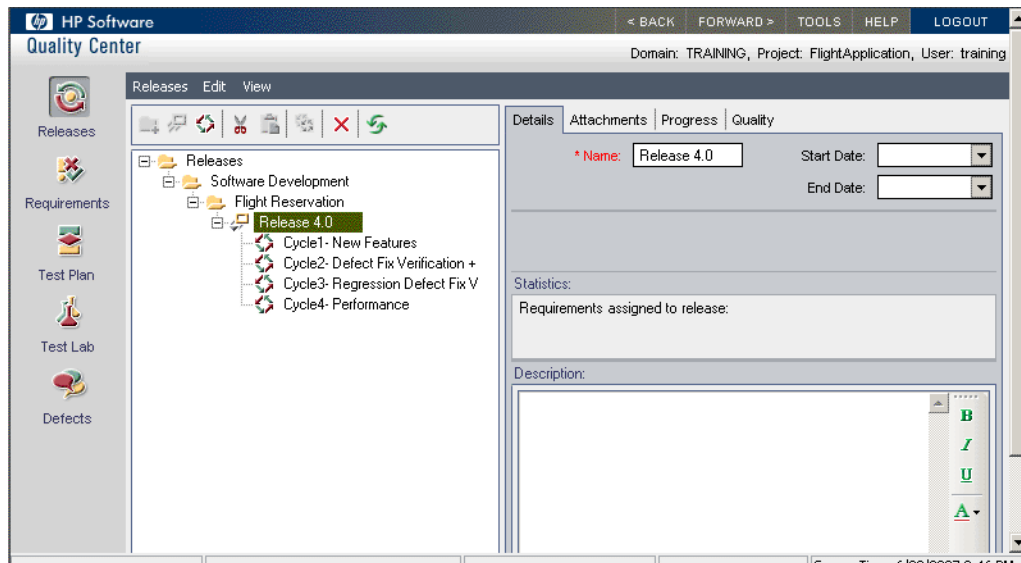 hp HP Software
< BACK FORWARD > TOOLS HELP LOGOUT
Quality Center
Domain: TRAINING, Project: FlightApplication, User: training
Releases Edit View
Releases
Requirements
Test Plan
Test Lab
Defects
Releases
Software Development
Flight Reservation
Release 4.0
Cycle1- New Features
Cycle2- Defect Fix Verification +
Cycle3- Regression Defect Fix V
Cycle4- Performance
Details Attachments Progress Quality
* Name: Release 4.0 Start Date:
End Date:
Statistics:
Requirements assigned to release:
Description:
B
I
U
A